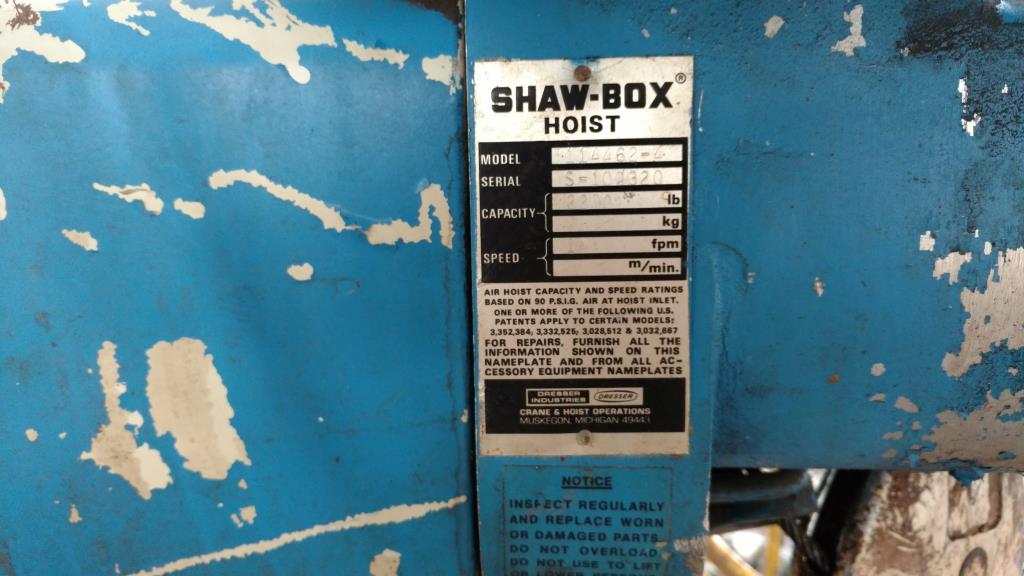 SHAW-BOX®
HOIST
MODEL
SERIAL
CAPACITY lb
kg
SPEED fpm
m/min.
AIR HOIST CAPACITY AND SPEED RATINGS
BASED ON 90 P.S.I.G. AIR AT HOIST INLET.
ONE OR MORE OF THE FOLLOWING U.S.
PATENTS APPLY TO CERTAIN MODELS:
3,352,384; 3,332,525; 3,028,512 & 3,032,667
FOR REPAIRS, FURNISH ALL THE
INFORMATION SHOWN ON THIS
NAMEPLATE AND FROM ALL AC-
CESSORY EQUIPMENT NAMEPLATES
DRESSER
INDUSTRIES DRESSER
CRANE & HOIST OPERATIONS
MUSKEGON, MICHIGAN 49443
NOTICE
INSPECT REGULARLY
AND REPLACE WORN
OR DAMAGED PARTS
DO NOT OVERLOAD
DO NOT USE TO LIFT
OR LOWER PERSONS